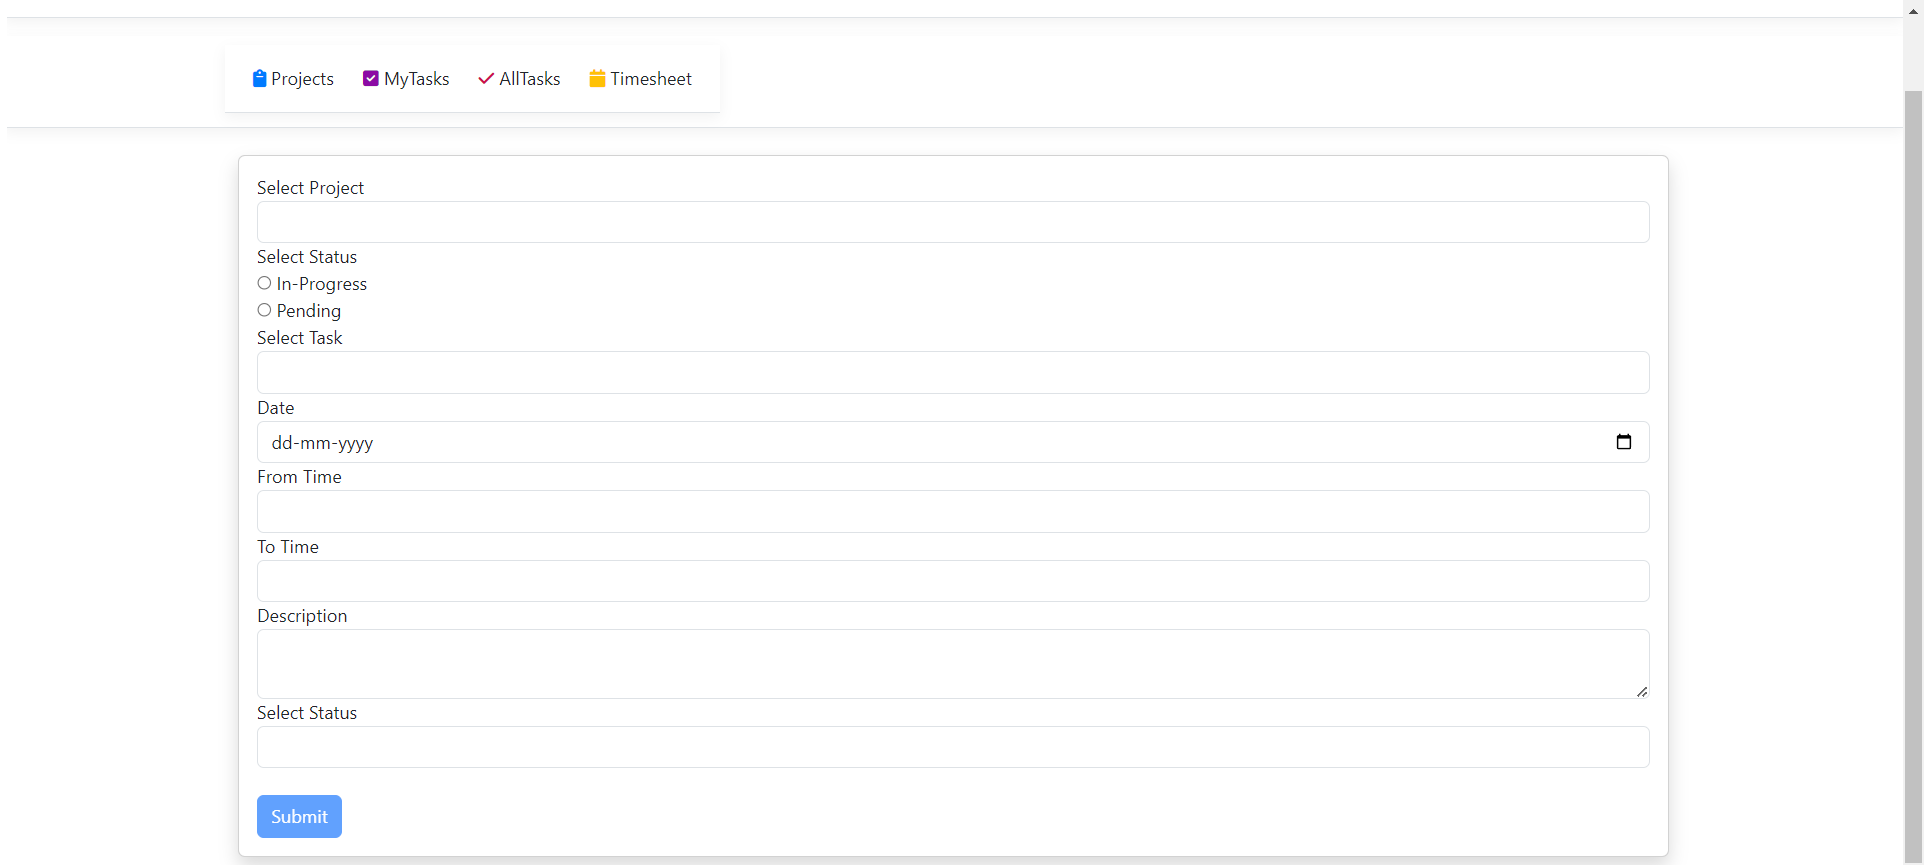 Projects MyTasks AllTasks Timesheet
Select Project
Select Status
In-Progress
Pending
Select Task
Date
dd-mm-yyyy
From Time
To Time
Description
Select Status
Submit